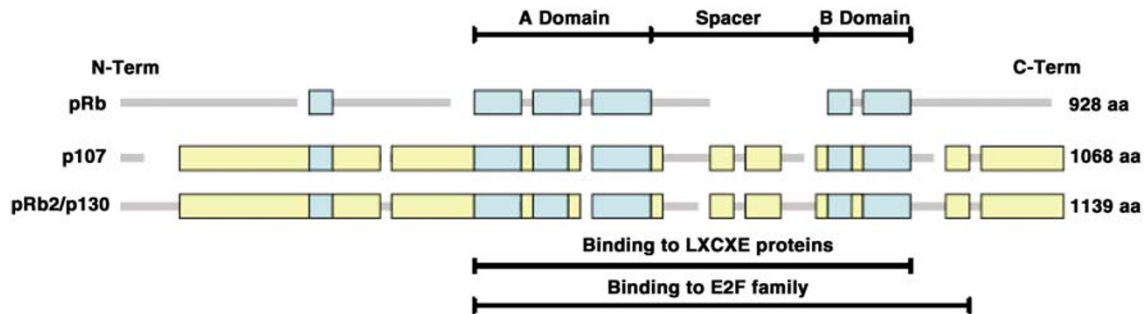 A Domain Spacer B Domain
N-Term C-Term
pRb 928 aa
p107 1068 aa
pRb2/p130 1139 aa
Binding to LXCXE proteins
Binding to E2F family